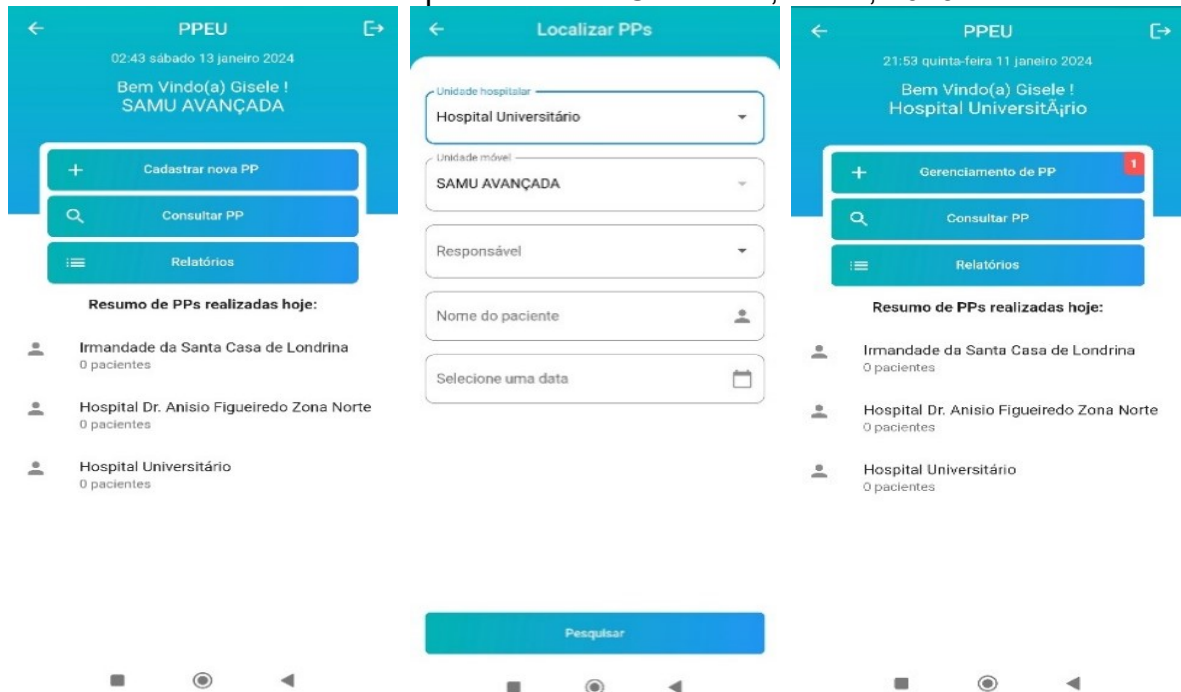 PPEU
02:43 sábado 13 janeiro 2024
Bem Vindo(a) Gisele !
SAMU AVANÇADA
Cadastrar nova PP
Consultar PP
Relatórios
Resumo de PPs realizadas hoje:
Irmandade da Santa Casa de Londrina
0 pacientes
Hospital Dr. Anisio Figueiredo Zona Norte
0 pacientes
Hospital Universitário
0 pacientes
Localizar PPs
Unidade hospitalar
Hospital Universitário
Unidade móvel
SAMU AVANÇADA
Responsável
Nome do paciente
Selecione uma data
Pesquisar
PPEU
21:53 quinta-feira 11 janeiro 2024
Bem Vindo(a) Gisele !
Hospital UniversitÃ¡rio
Gerenciamento de PP
1
Consultar PP
Relatórios
Resumo de PPs realizadas hoje:
Irmandade da Santa Casa de Londrina
0 pacientes
Hospital Dr. Anisio Figueiredo Zona Norte
0 pacientes
Hospital Universitário
0 pacientes